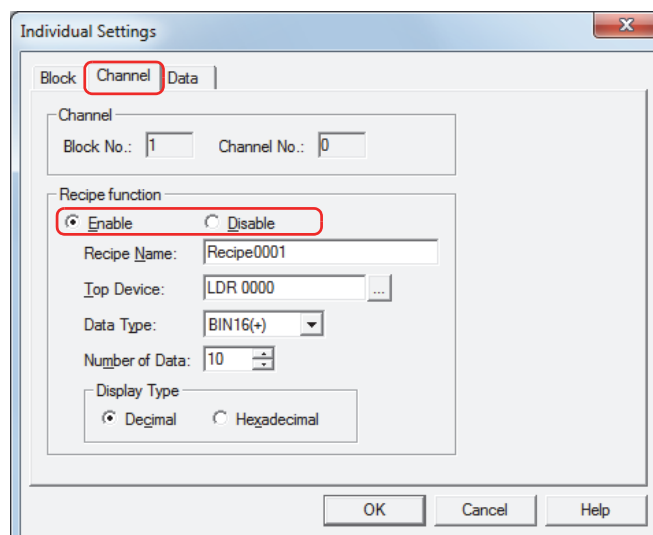 Individual Settings
Block Channel Data
Channel
Block No.: 1 Channel No.: 0
Recipe function
Enable Disable
Recipe Name: Recipe0001
Top Device: LDR 0000 ...
Data Type: BIN16(+)
Number of Data: 10
Display Type
Decimal Hexadecimal
OK Cancel Help